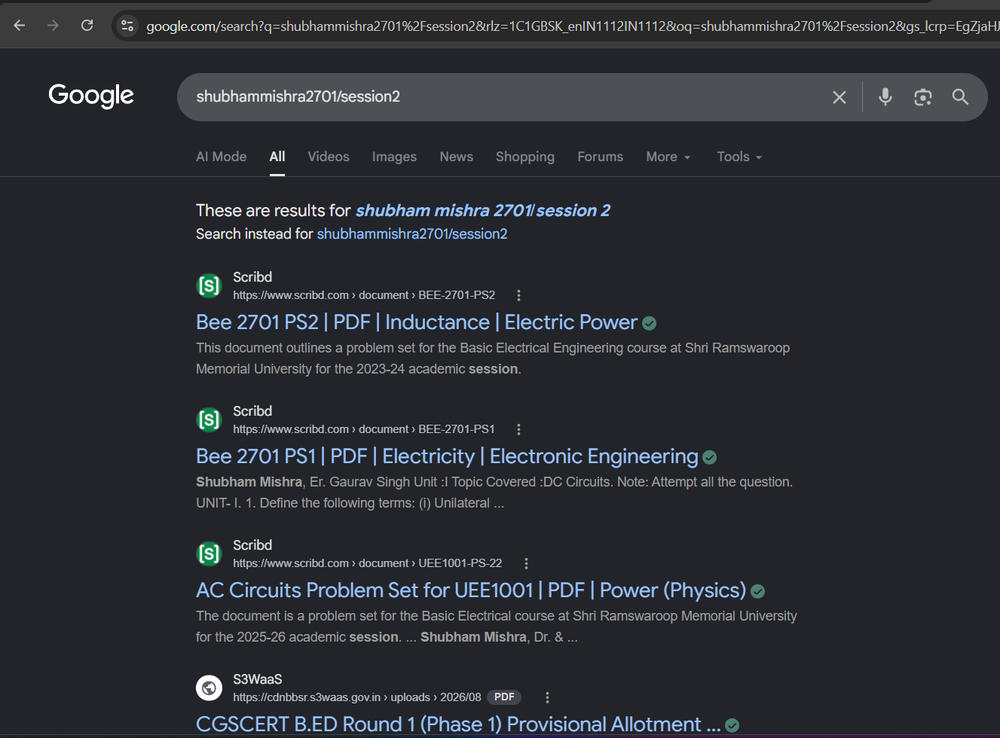 google.com/search?q=shubhammishra2701%2Fsession2&rlz=1C1GBSK_enIN1112IN1112&oq=shubhammishra2701%2Fsession2&gs_lcrp=EgZjaHJ
Google
shubhammishra2701/session2
AI Mode All Videos Images News Shopping Forums More Tools
These are results for shubham mishra 2701/session 2
Search instead for shubhammishra2701/session2
Scribd
https://www.scribd.com › document › BEE-2701-PS2
Bee 2701 PS2 | PDF | Inductance | Electric Power
This document outlines a problem set for the Basic Electrical Engineering course at Shri Ramswaroop
Memorial University for the 2023-24 academic session.
Scribd
https://www.scribd.com › document › BEE-2701-PS1
Bee 2701 PS1 | PDF | Electricity | Electronic Engineering
Shubham Mishra, Er. Gaurav Singh Unit :I Topic Covered :DC Circuits. Note: Attempt all the question.
UNIT- I. 1. Define the following terms: (i) Unilateral ...
Scribd
https://www.scribd.com › document › UEE1001-PS-22
AC Circuits Problem Set for UEE1001 | PDF | Power (Physics)
The document is a problem set for the Basic Electrical course at Shri Ramswaroop Memorial University
for the 2025-26 academic session. ... Shubham Mishra, Dr. & ...
S3WaaS
https://cdnbbsr.s3waas.gov.in › uploads › 2026/08 PDF
CGSCERT B.ED Round 1 (Phase 1) Provisional Allotment ...